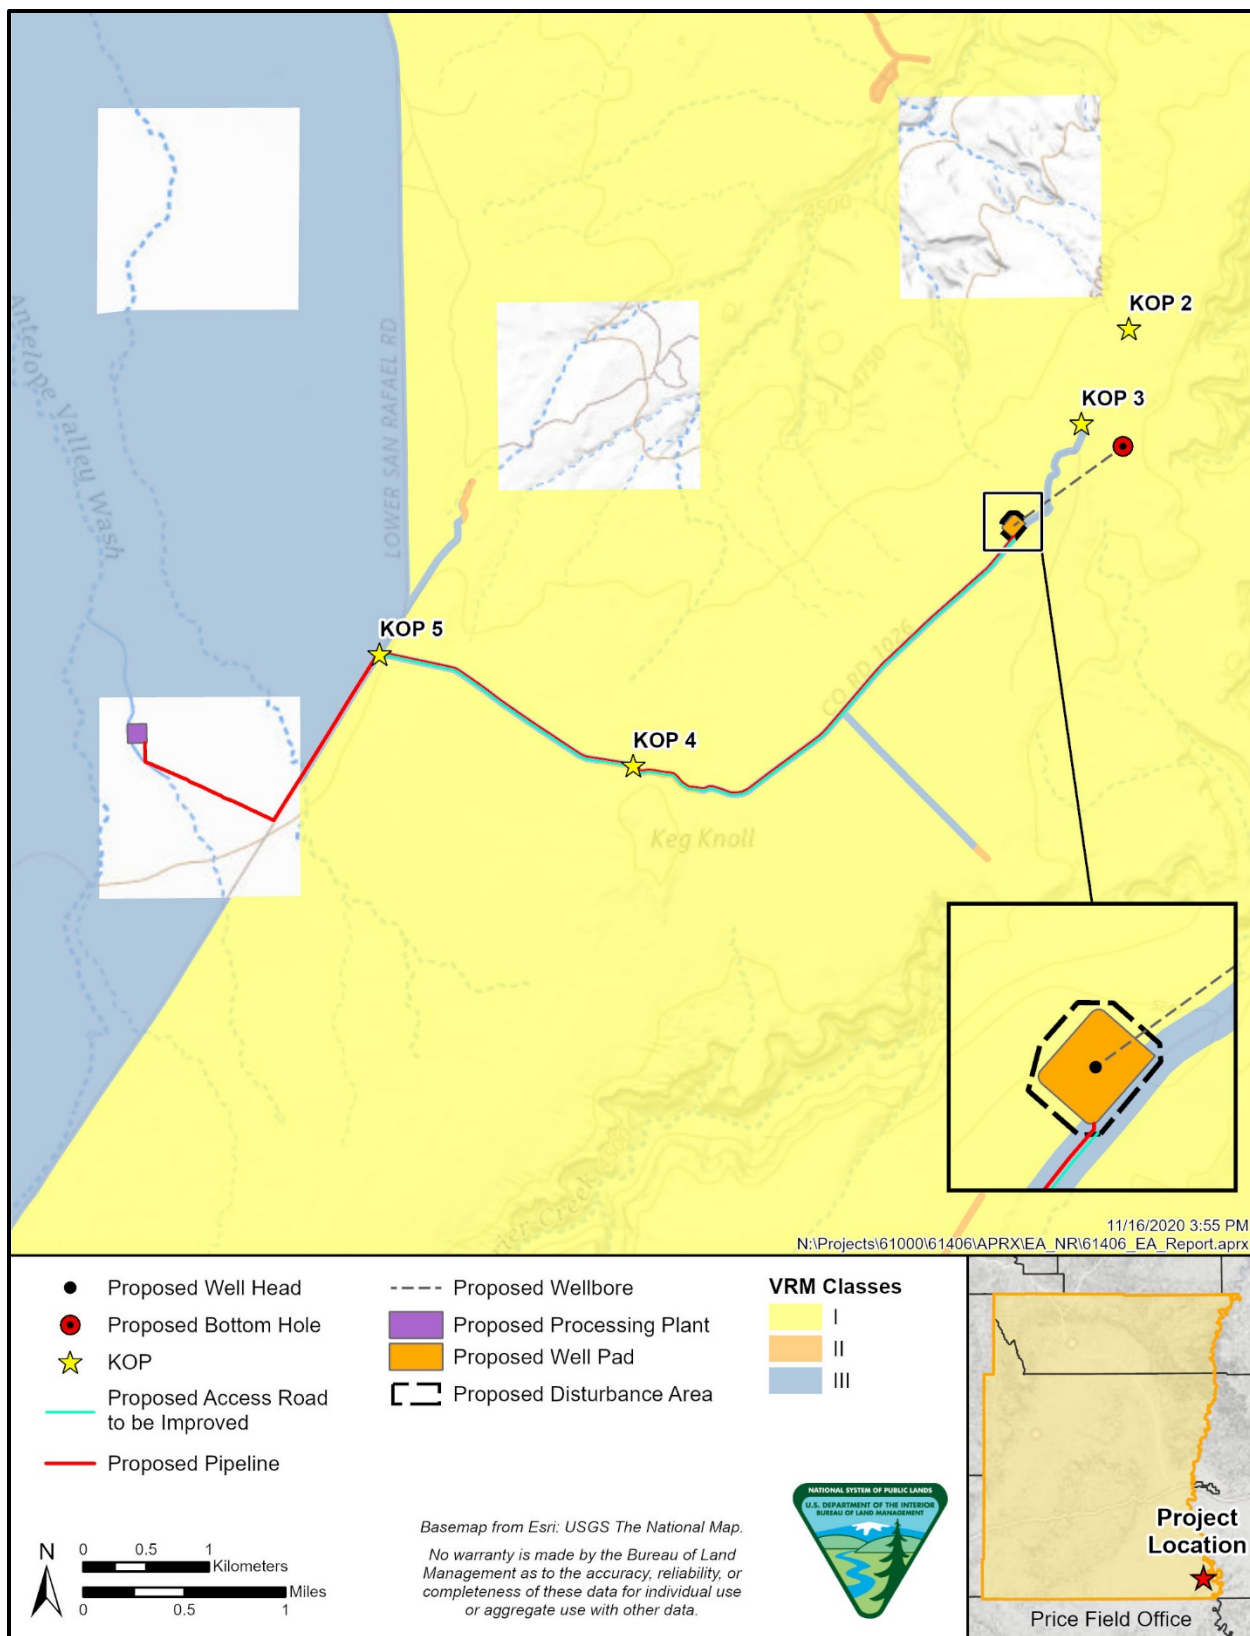 4500
5000
KOP 2
4750
KOP 3
Antelope Valley Wash
LOWER SAN RAFAEL RD
KOP 5
CO RD 1026
KOP 4
Keg Knoll
11/16/2020 3:55 PM
N:\Projects\61000\61406\APRX\EA_NR\61406_EA_Report.aprx
Proposed Well Head
Proposed Bottom Hole
KOP
Proposed Access Road
to be Improved
Proposed Pipeline
Proposed Wellbore
Proposed Processing Plant
Proposed Well Pad
Proposed Disturbance Area
VRM Classes
I
II
III
N
0 0.5 1
Kilometers
Miles
0 0.5 1
Basemap from Esri: USGS The National Map.
No warranty is made by the Bureau of Land
Management as to the accuracy, reliability, or
completeness of these data for individual use
or aggregate use with other data.
NATIONAL SYSTEM OF PUBLIC LANDS
U.S. DEPARTMENT OF THE INTERIOR
BUREAU OF LAND MANAGEMENT
Project
Location
Price Field Office